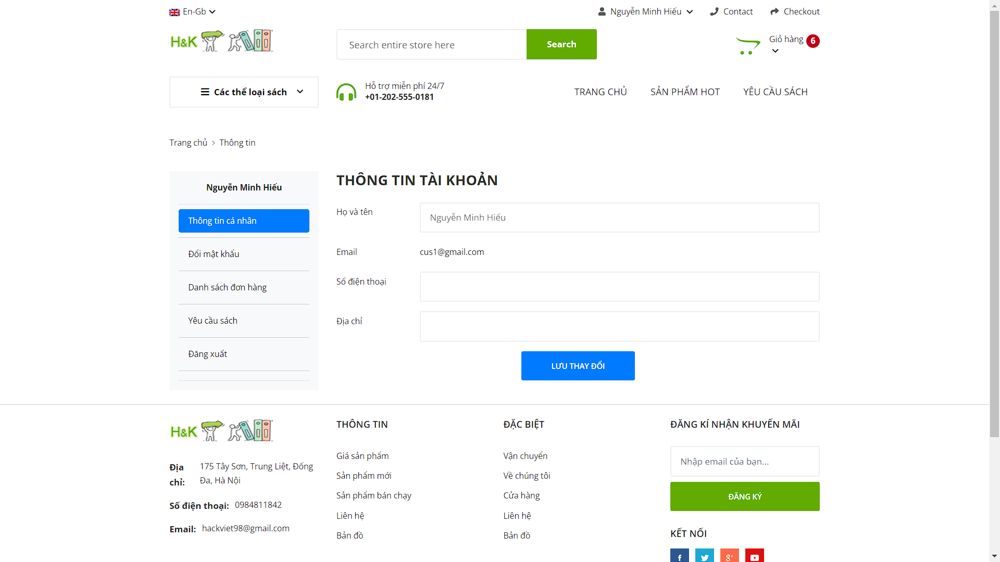 En-Gb
Nguyễn Minh Hiếu
Contact
Checkout
H&K
Search entire store here
Search
Giỏ hàng
6
Các thể loại sách
Hỗ trợ miễn phí 24/7
+01-202-555-0181
TRANG CHỦ
SẢN PHẨM HOT
YÊU CẦU SÁCH
Trang chủ > Thông tin
Nguyễn Minh Hiếu
Thông tin cá nhân
Đổi mật khẩu
Danh sách đơn hàng
Yêu cầu sách
Đăng xuất
THÔNG TIN TÀI KHOẢN
Họ và tên
Nguyễn Minh Hiếu
Email
cus1@gmail.com
Số điện thoại
Địa chỉ
LƯU THAY ĐỔI
H&K
Địa chỉ: 175 Tây Sơn, Trung Liệt, Đống
Đa, Hà Nội
Số điện thoại: 0984811842
Email: hackviet98@gmail.com
THÔNG TIN
Giá sản phẩm
Sản phẩm mới
Sản phẩm bán chạy
Liên hệ
Bản đồ
ĐẶC BIỆT
Vận chuyển
Về chúng tôi
Cửa hàng
Liên hệ
Bản đồ
ĐĂNG KÍ NHẬN KHUYẾN MÃI
Nhập email của bạn...
ĐĂNG KÝ
KẾT NỐI